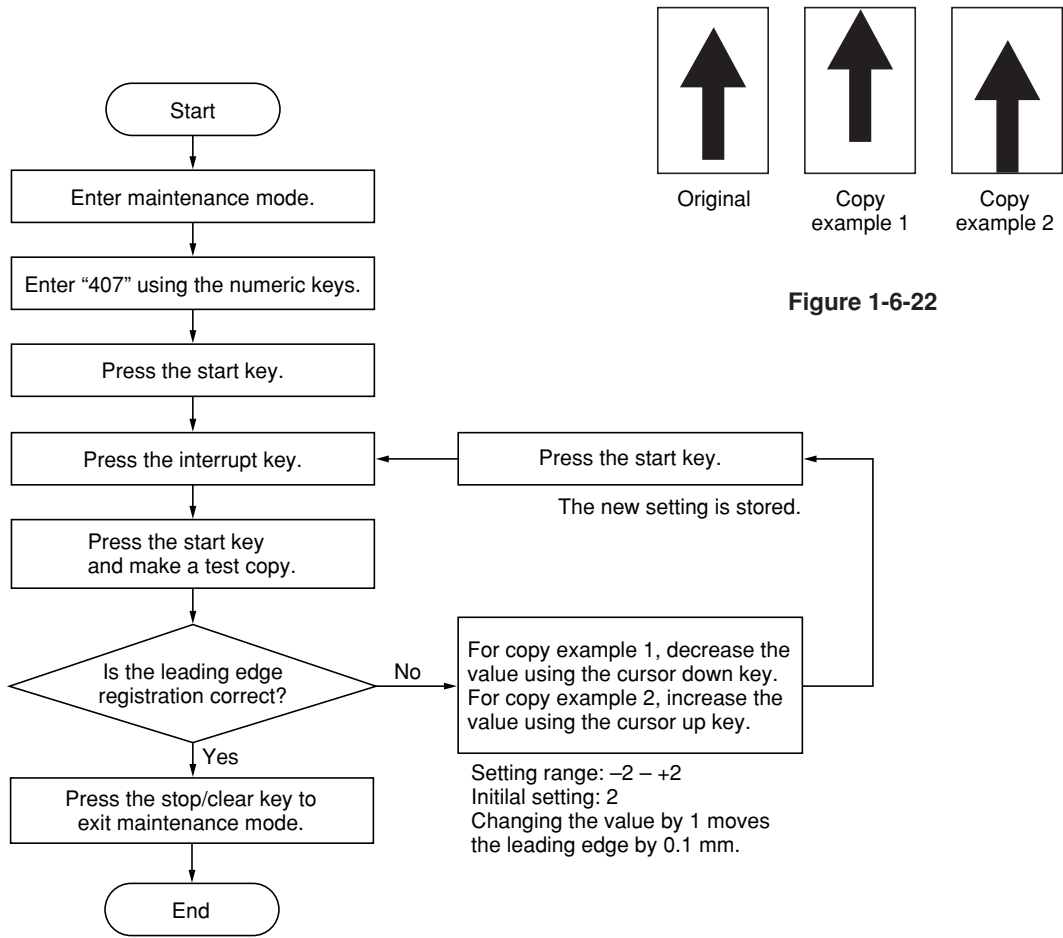 Start
Enter maintenance mode.
Enter “407” using the numeric keys.
Press the start key.
Press the interrupt key.
Press the start key
and make a test copy.
Is the leading edge
registration correct?
No
Yes
Press the stop/clear key to
exit maintenance mode.
End
For copy example 1, decrease the
value using the cursor down key.
For copy example 2, increase the
value using the cursor up key.
Setting range: –2 – +2
Initilal setting: 2
Changing the value by 1 moves
the leading edge by 0.1 mm.
Press the start key.
The new setting is stored.
Original
Copy
example 1
Copy
example 2
Figure 1-6-22